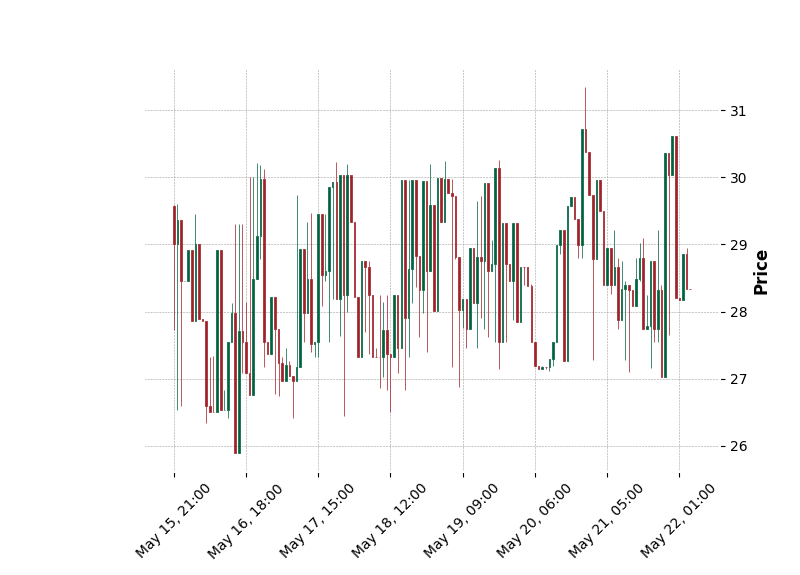 31
30
29
28
27
26
Price
May 15, 21:00
May 16, 18:00
May 17, 15:00
May 18, 12:00
May 19, 09:00
May 20, 06:00
May 21, 05:00
May 22, 01:00